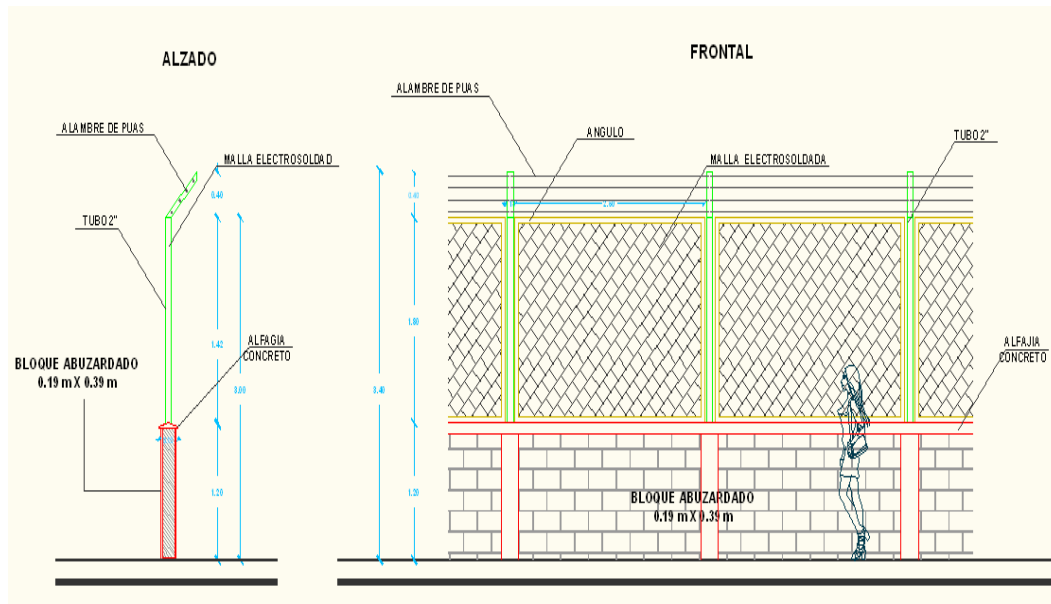 ALZADO
FRONTAL
ALAMBRE DE PUAS
ALAMBRE DE PUAS
ANGULO
TUBO 2"
MALLA ELECTROSOLDAD
MALLA ELECTROSOLDADA
0.40
0.40
2.60
TUBO 2"
1.42
3.00
3.40
1.80
ALFAGIA
CONCRETO
ALFAJIA
CONCRETO
BLOQUE ABUZARDADO
0.19 m X 0.39 m
1.20
1.20
BLOQUE ABUZARDADO
0.19 m X 0.39 m